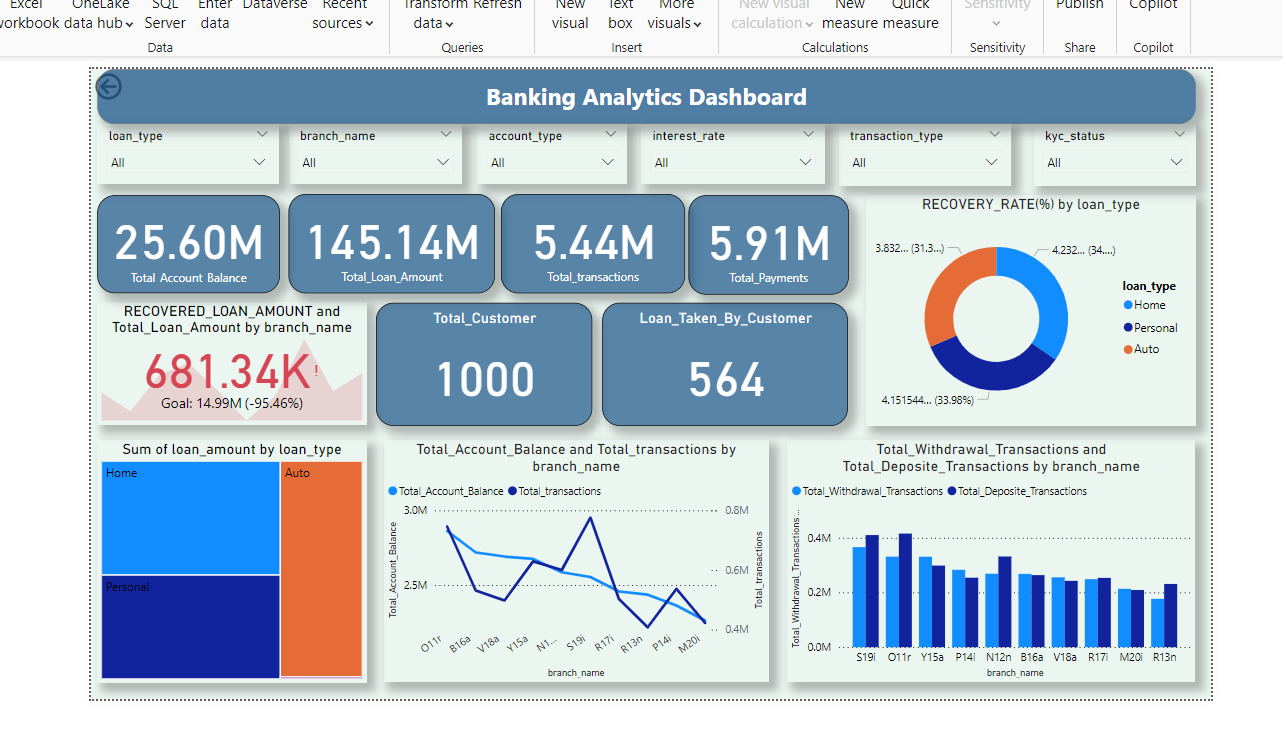 Excel OneLake SQL Enter Dataverse Recent Transform Refresh New Text More New visual New Quick Sensitivity Publish Copilot
workbook data hub Server data sources data visual box visuals calculation measure measure
Data Queries Insert Calculations Sensitivity Share Copilot
Banking Analytics Dashboard
loan_type branch_name account_type interest_rate transaction_type kyc_status
All All All All All All
25.60M 145.14M 5.44M 5.91M
Total Account Balance Total_Loan_Amount Total_transactions Total_Payments
RECOVERY_RATE(%) by loan_type
3.832... (31.3...) 4.232... (34....)
4.151544... (33.98%)
loan_type
Home
Personal
Auto
RECOVERED_LOAN_AMOUNT and
Total_Loan_Amount by branch_name
681.34K!
Goal: 14.99M (-95.46%)
Total_Customer
1000
Loan_Taken_By_Customer
564
Sum of loan_amount by loan_type
Home Auto
Personal
Total_Account_Balance and Total_transactions by
branch_name
Total_Account_Balance Total_transactions
Total_Account_Balance
3.0M 0.8M
0.6M
2.5M
0.4M
Total_transactions
O11r B16a V18a Y15a N1... S19i R17i R13n P14i M20i
branch_name
Total_Withdrawal_Transactions and
Total_Deposite_Transactions by branch_name
Total_Withdrawal_Transactions Total_Deposite_Transactions
Total_Withdrawal_Transactions ...
0.4M
0.2M
0.0M
S19i O11r Y15a P14i N12n B16a V18a R17i M20i R13n
branch_name